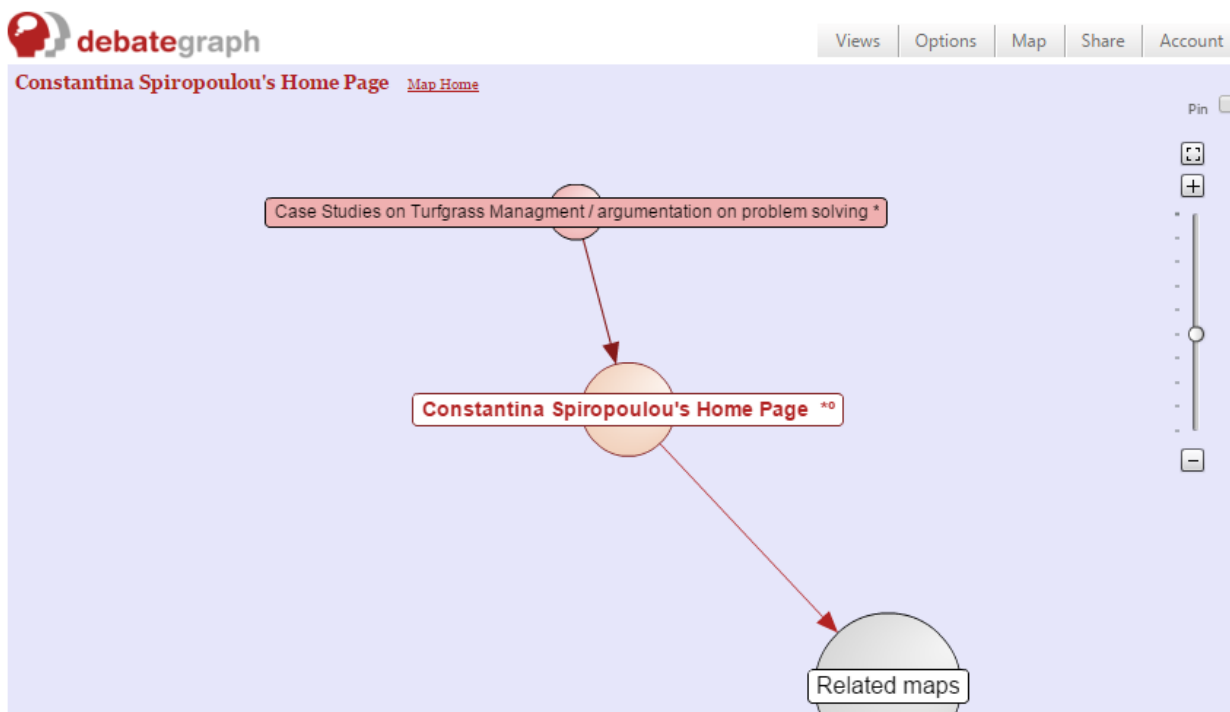 debategraph
Views Options Map Share Account
Constantina Spiropoulou's Home Page Map Home
Pin
Case Studies on Turfgrass Managment / argumentation on problem solving *
Constantina Spiropoulou's Home Page *º
Related maps